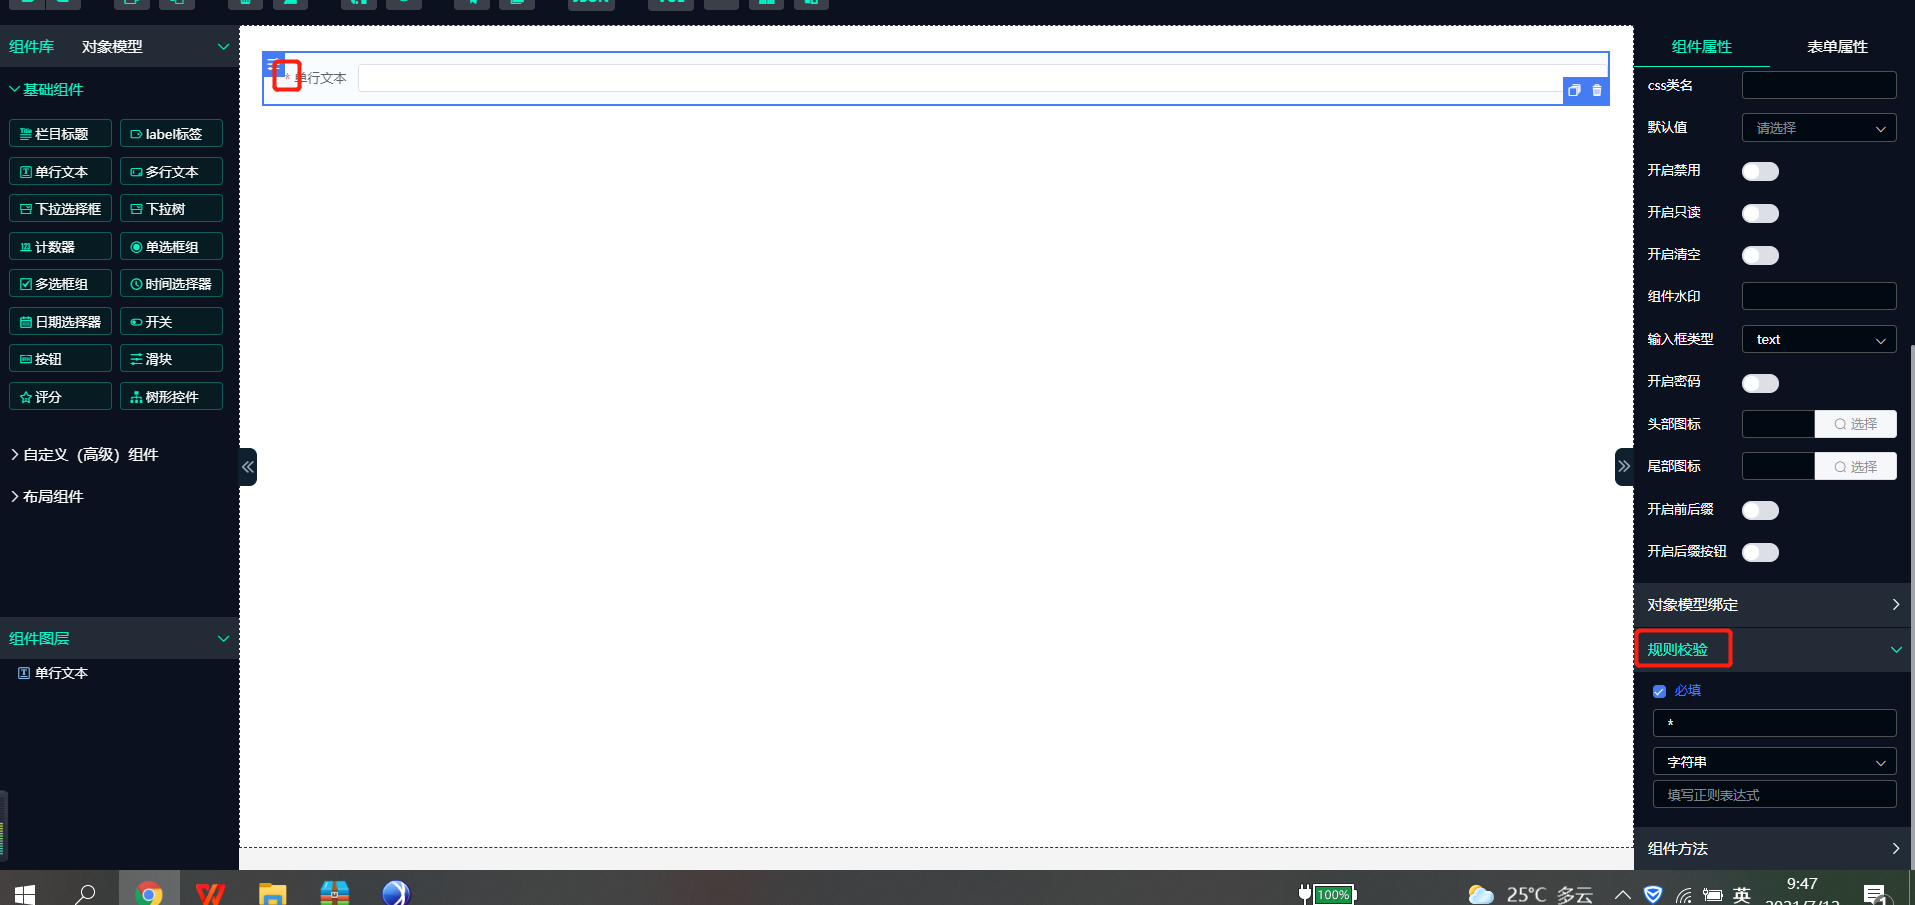 JSON
组件库 对象模型
基础组件
栏目标题 label标签
单行文本 多行文本
下拉选择框 下拉树
计数器 单选框组
多选框组 时间选择器
日期选择器 开关
按钮 滑块
评分 树形控件
自定义（高级）组件
布局组件
组件图层
单行文本
* 单行文本
组件属性 表单属性
css类名
默认值 请选择
开启禁用
开启只读
开启清空
组件水印
输入框类型 text
开启密码
头部图标 选择
尾部图标 选择
开启前后缀
开启后缀按钮
对象模型绑定
规则校验
必填
*
字符串
填写正则表达式
组件方法
100% 25°C 多云 英 9:47
2021/7/12
1